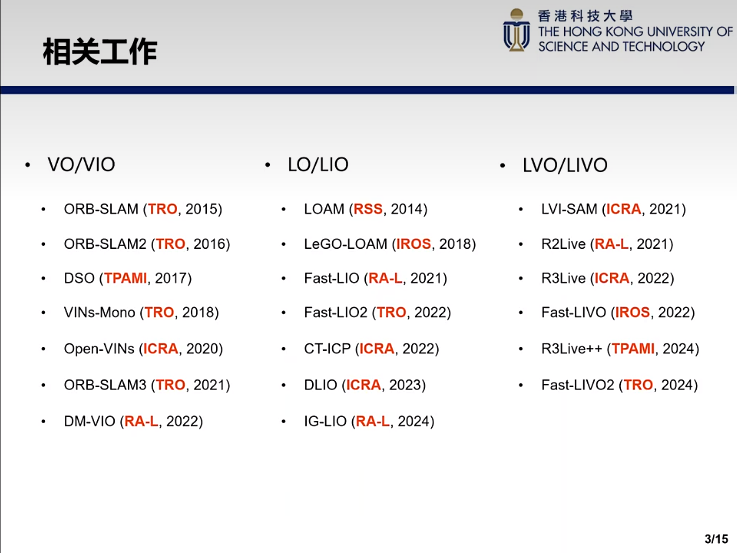 相关工作
香港科技大學
THE HONG KONG UNIVERSITY OF
SCIENCE AND TECHNOLOGY
• VO/VIO
• ORB-SLAM (TRO, 2015)
• ORB-SLAM2 (TRO, 2016)
• DSO (TPAMI, 2017)
• VINs-Mono (TRO, 2018)
• Open-VINs (ICRA, 2020)
• ORB-SLAM3 (TRO, 2021)
• DM-VIO (RA-L, 2022)
• LO/LIO
• LOAM (RSS, 2014)
• LeGO-LOAM (IROS, 2018)
• Fast-LIO (RA-L, 2021)
• Fast-LIO2 (TRO, 2022)
• CT-ICP (ICRA, 2022)
• DLIO (ICRA, 2023)
• IG-LIO (RA-L, 2024)
• LVO/LIVO
• LVI-SAM (ICRA, 2021)
• R2Live (RA-L, 2021)
• R3Live (ICRA, 2022)
• Fast-LIVO (IROS, 2022)
• R3Live++ (TPAMI, 2024)
• Fast-LIVO2 (TRO, 2024)
3/15